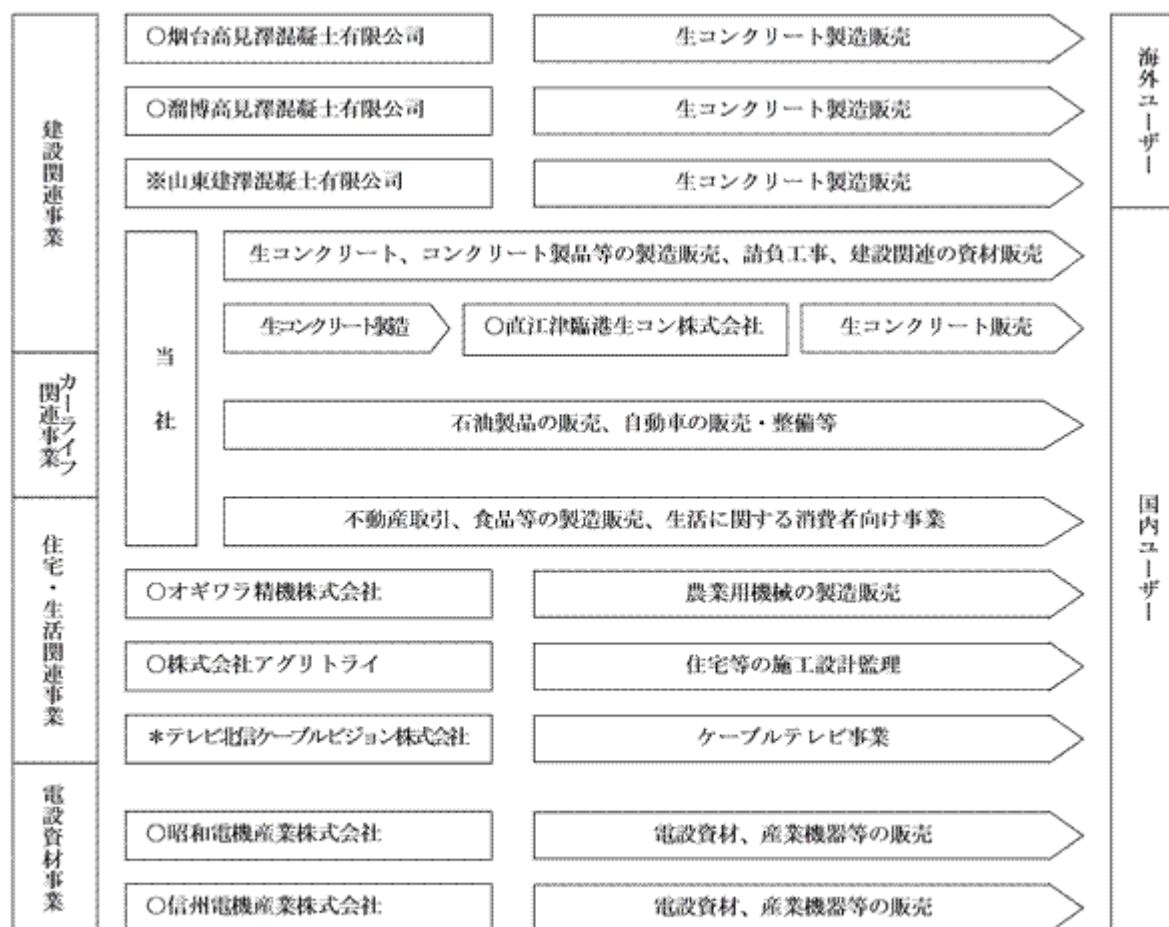 建設関連事業
○烟台高見澤混凝土有限公司
生コンクリート製造販売
○淄博高見澤混凝土有限公司
生コンクリート製造販売
※山東建澤混凝土有限公司
生コンクリート製造販売
海外ユーザー
当社
生コンクリート、コンクリート製品等の製造販売、請負工事、建設関連の資材販売
生コンクリート製造
○直江津臨港生コン株式会社
生コンクリート販売
カーライフ
関連事業
石油製品の販売、自動車の販売・整備等
不動産取引、食品等の製造販売、生活に関する消費者向け事業
国内ユーザー
住宅・生活関連事業
○オギワラ精機株式会社
農業用機械の製造販売
○株式会社アグリトライ
住宅等の施工設計監理
＊テレビ北信ケーブルビジョン株式会社
ケーブルテレビ事業
電設資材事業
○昭和電機産業株式会社
電設資材、産業機器等の販売
○信州電機産業株式会社
電設資材、産業機器等の販売